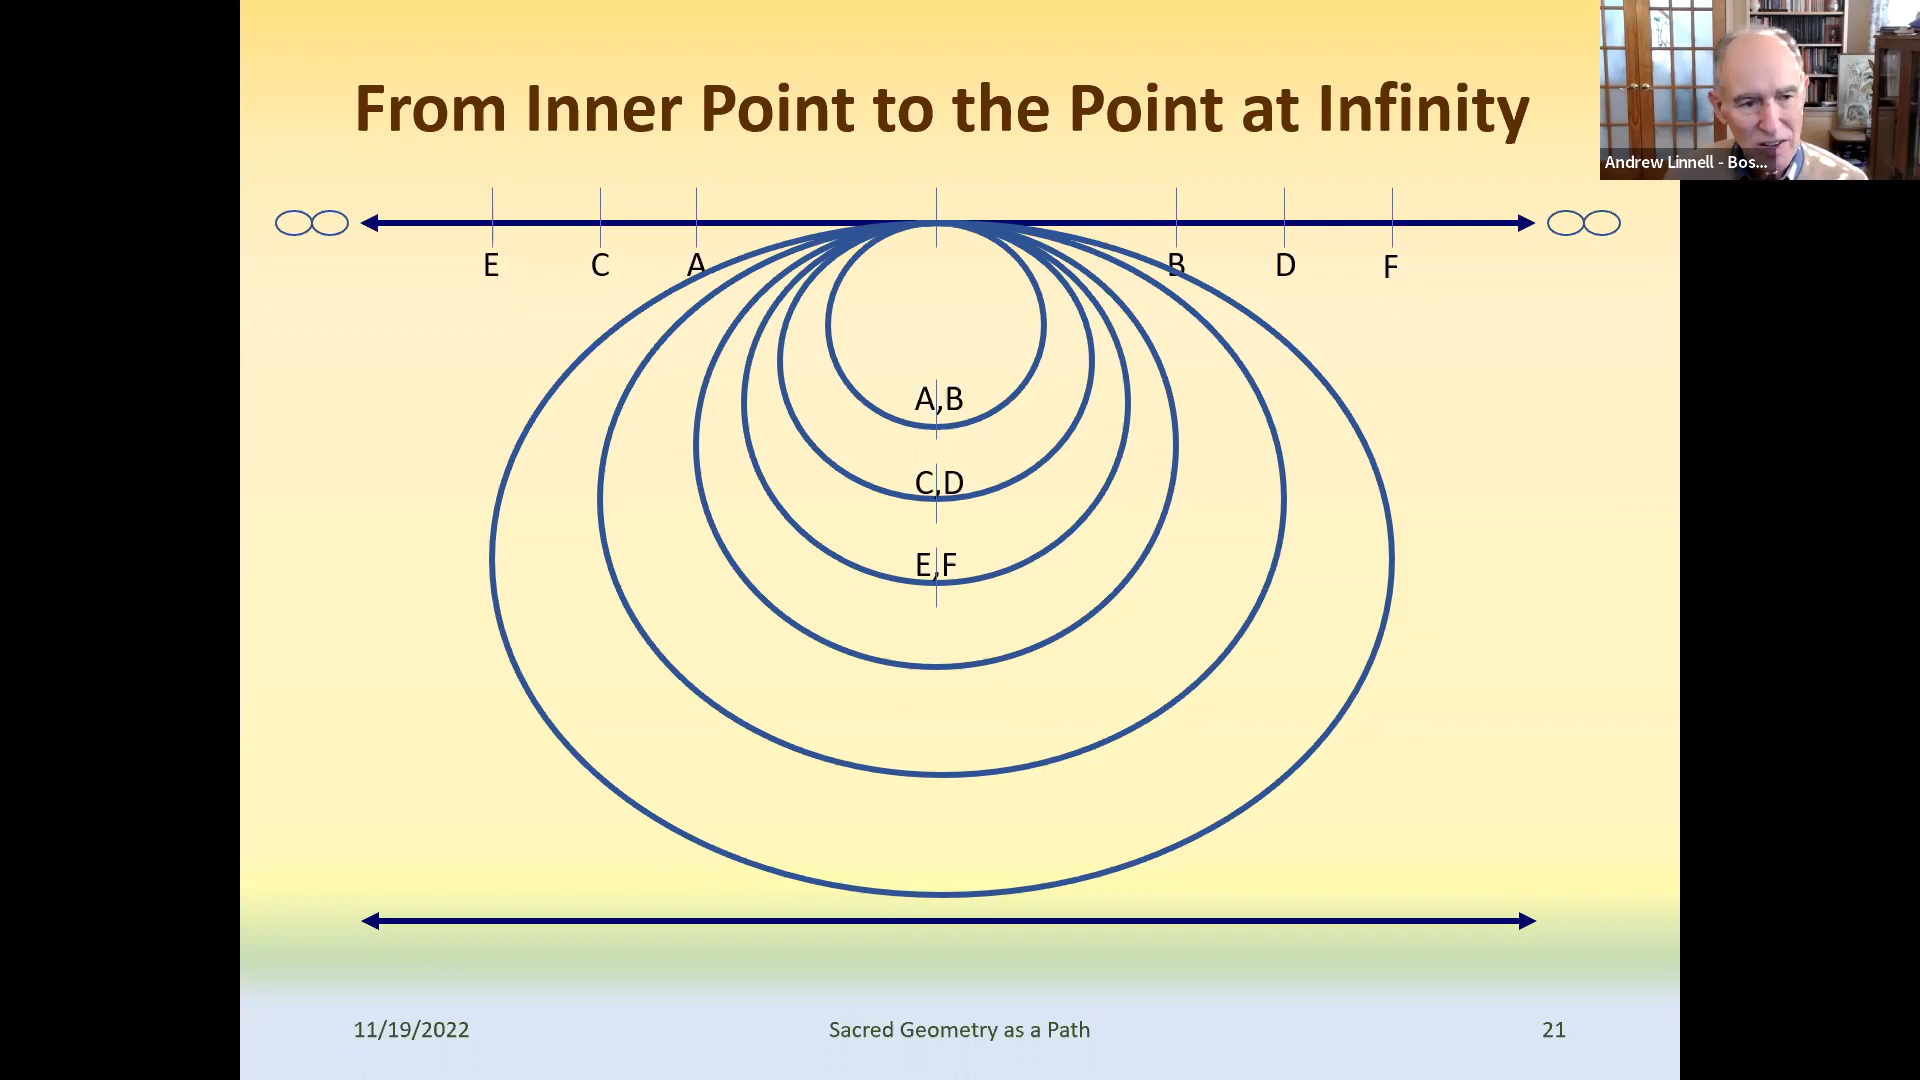 From Inner Point to the Point at Infinity
Andrew Linnell - Bos...
E C A B D F
A,B
C,D
E,F
11/19/2022 Sacred Geometry as a Path 21